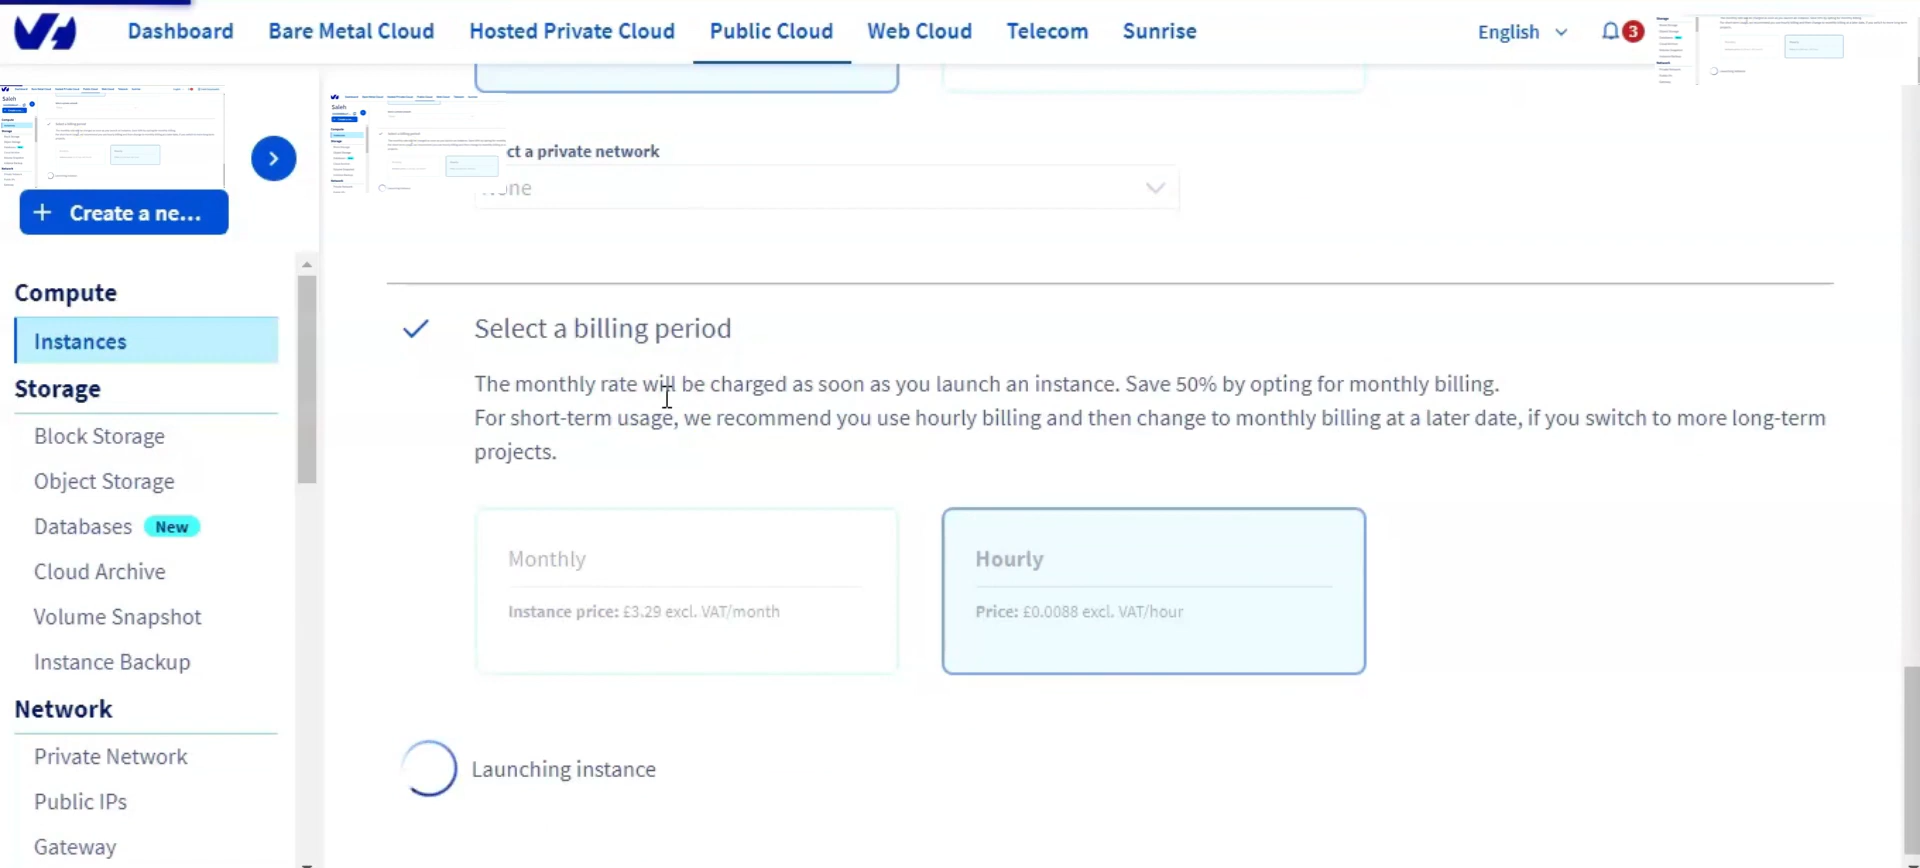 Dashboard
Bare Metal Cloud
Hosted Private Cloud
Public Cloud
Web Cloud
Telecom
Sunrise
English
3
Saleh
Saleh
Create a ne...
Compute
Instances
Storage
Block Storage
Object Storage
Databases New
Cloud Archive
Volume Snapshot
Instance Backup
Network
Private Network
Public IPs
Gateway
ct a private network
one
Select a billing period
The monthly rate will be charged as soon as you launch an instance. Save 50% by opting for monthly billing.
For short-term usage, we recommend you use hourly billing and then change to monthly billing at a later date, if you switch to more long-term
projects.
Monthly
Instance price: £3.29 excl. VAT/month
Hourly
Price: £0.0088 excl. VAT/hour
Launching instance